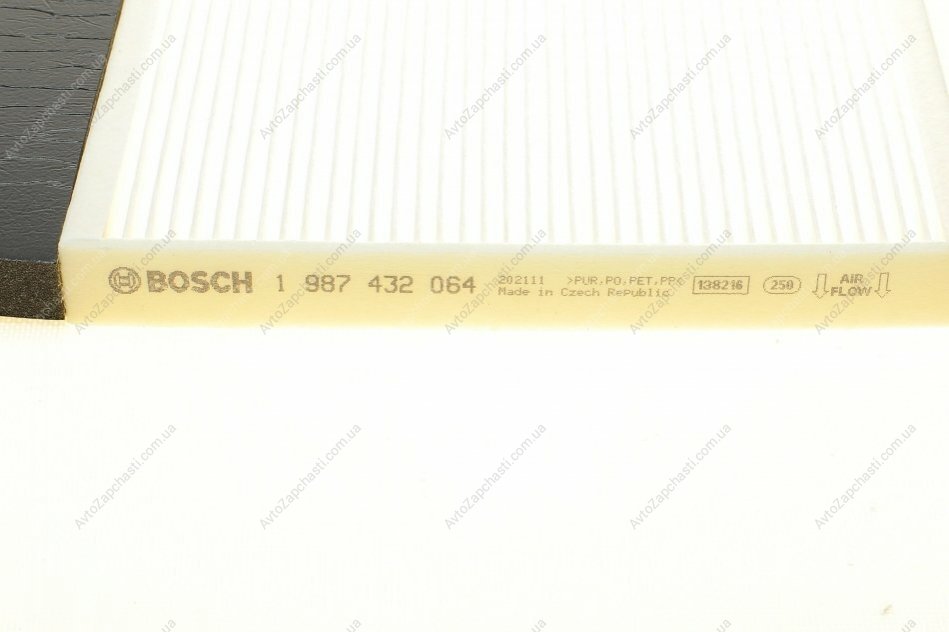 BOSCH 1 987 432 064
202111 >PUR,PO,PET,PP<
Made in Czech Republic
138216
250
AIR
FLOW
AvtoZapchasti.com.ua